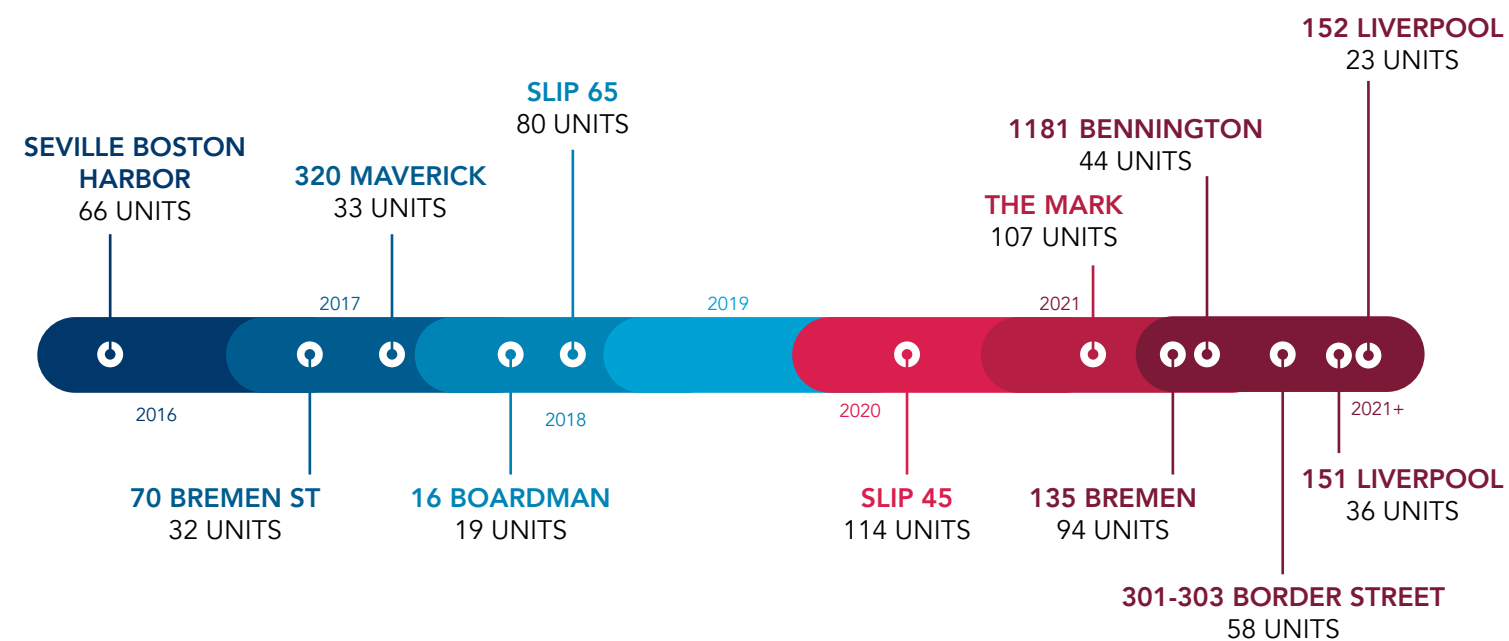 152 LIVERPOOL
23 UNITS
SLIP 65
80 UNITS
1181 BENNINGTON
44 UNITS
SEVILLE BOSTON
HARBOR
66 UNITS
320 MAVERICK
33 UNITS
THE MARK
107 UNITS
2017
2019
2021
2016
2018
2020
2021+
70 BREMEN ST
32 UNITS
16 BOARDMAN
19 UNITS
SLIP 45
114 UNITS
135 BREMEN
94 UNITS
151 LIVERPOOL
36 UNITS
301-303 BORDER STREET
58 UNITS